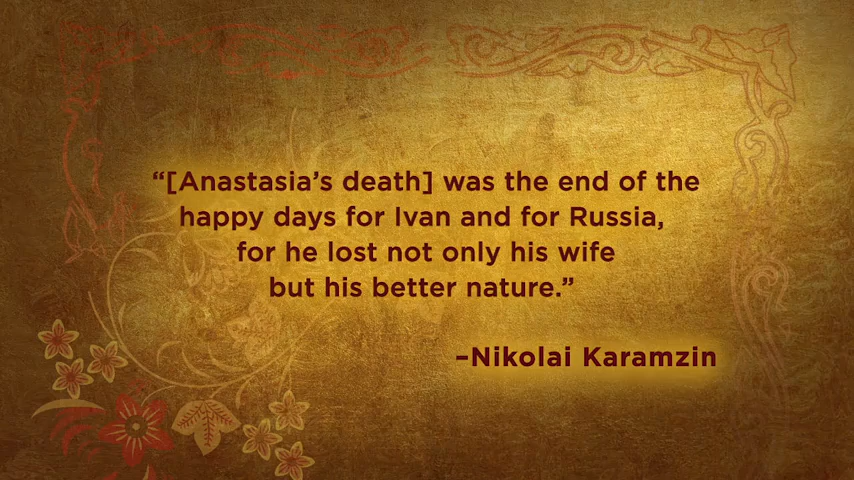 “[Anastasia’s death] was the end of the
happy days for Ivan and for Russia,
for he lost not only his wife
but his better nature.”
–Nikolai Karamzin